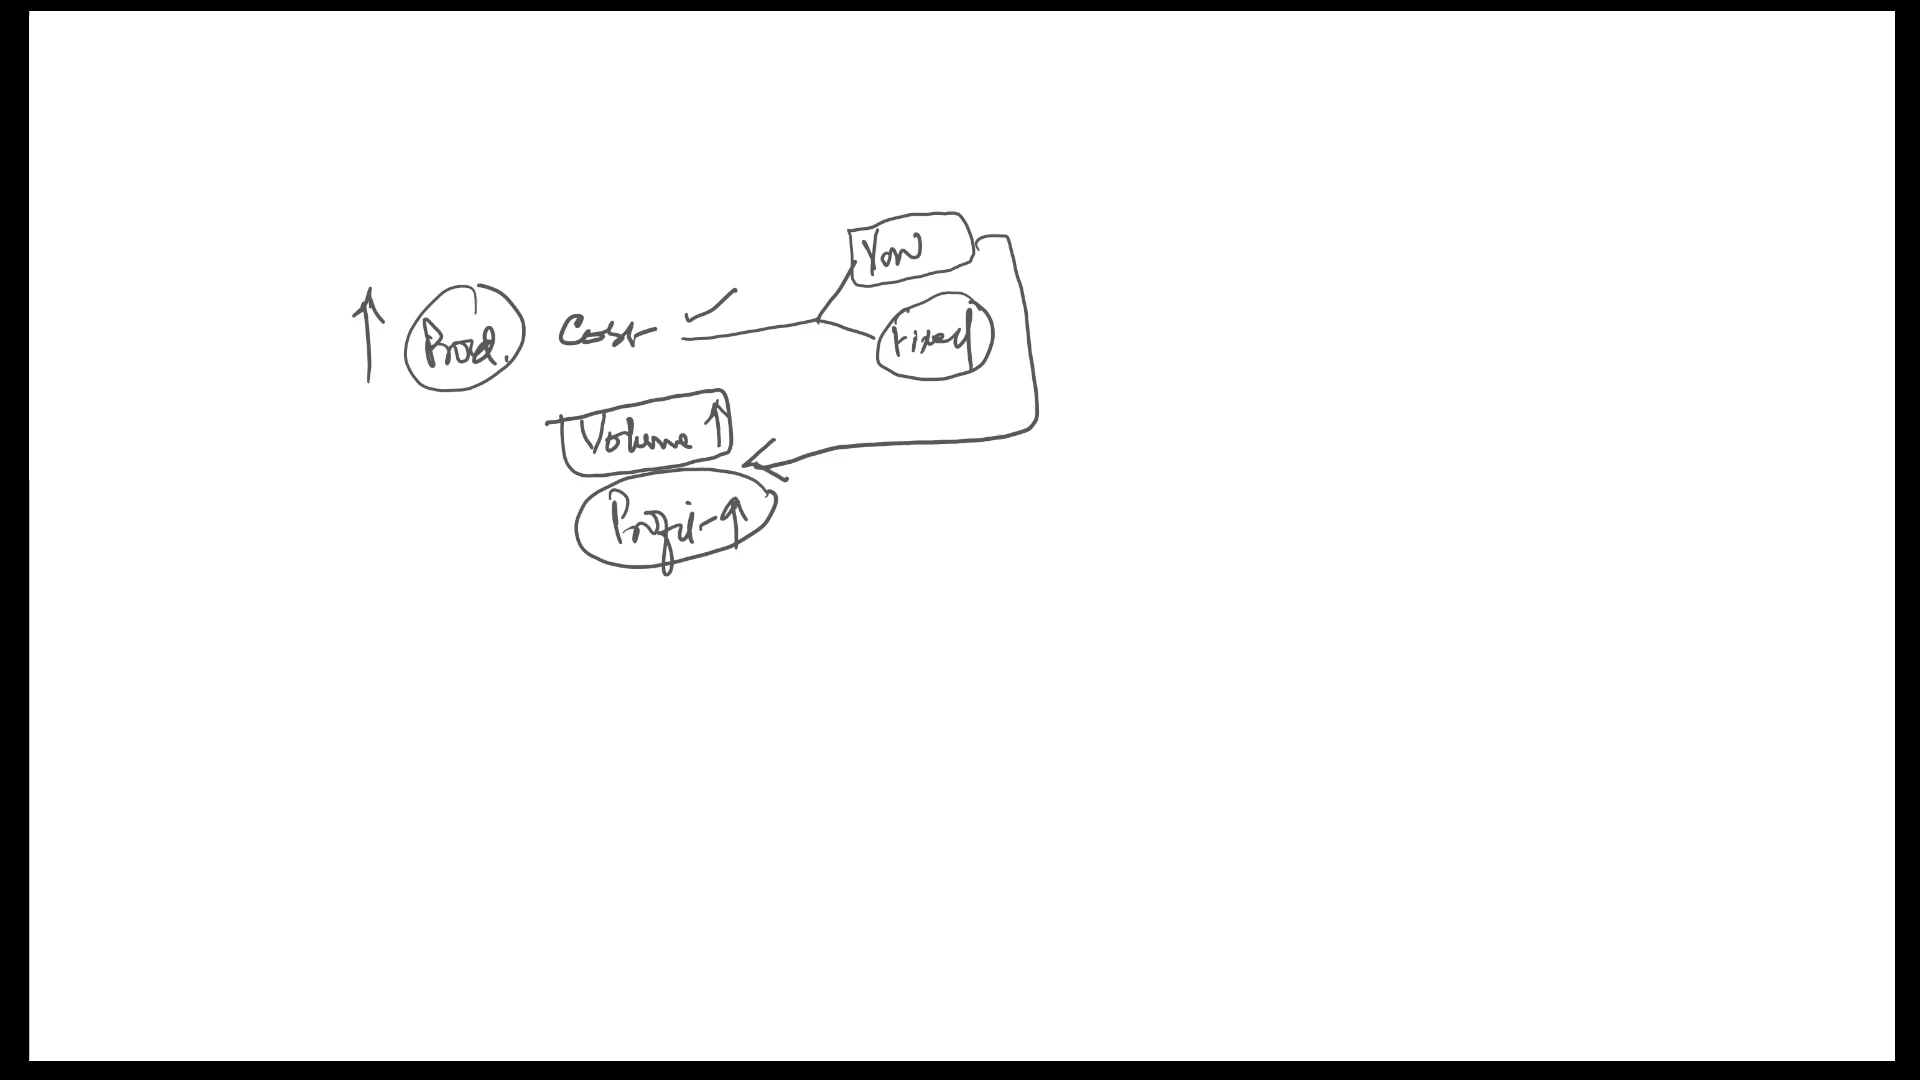 Var
↑ Prod. Cost ✓ Fixed
Volume ↑
Profit ↑